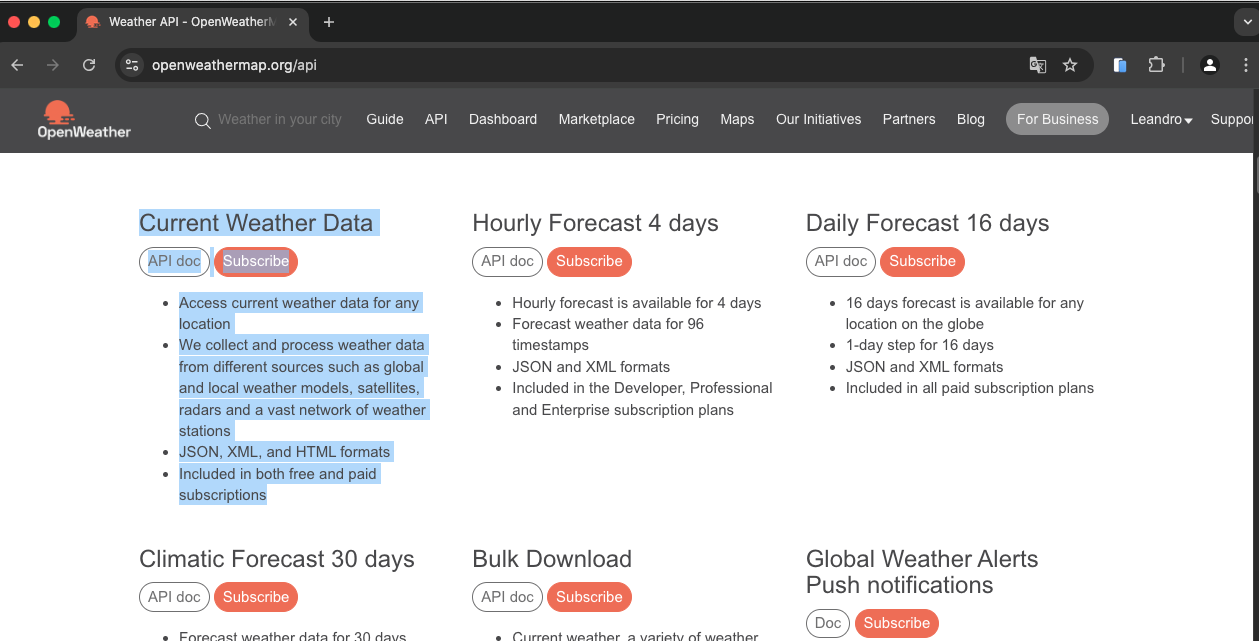 Weather API - OpenWeatherM
openweathermap.org/api
OpenWeather
Weather in your city
Guide
API
Dashboard
Marketplace
Pricing
Maps
Our Initiatives
Partners
Blog
For Business
Leandro
Suppor
Current Weather Data
API doc
Subscribe
• Access current weather data for any
location
• We collect and process weather data
from different sources such as global
and local weather models, satellites,
radars and a vast network of weather
stations
• JSON, XML, and HTML formats
• Included in both free and paid
subscriptions
Hourly Forecast 4 days
API doc
Subscribe
• Hourly forecast is available for 4 days
• Forecast weather data for 96
timestamps
• JSON and XML formats
• Included in the Developer, Professional
and Enterprise subscription plans
Daily Forecast 16 days
API doc
Subscribe
• 16 days forecast is available for any
location on the globe
• 1-day step for 16 days
• JSON and XML formats
• Included in all paid subscription plans
Climatic Forecast 30 days
API doc
Subscribe
• Forecast weather data for 30 days
Bulk Download
API doc
Subscribe
• Current weather, a variety of weather
Global Weather Alerts
Push notifications
Doc
Subscribe